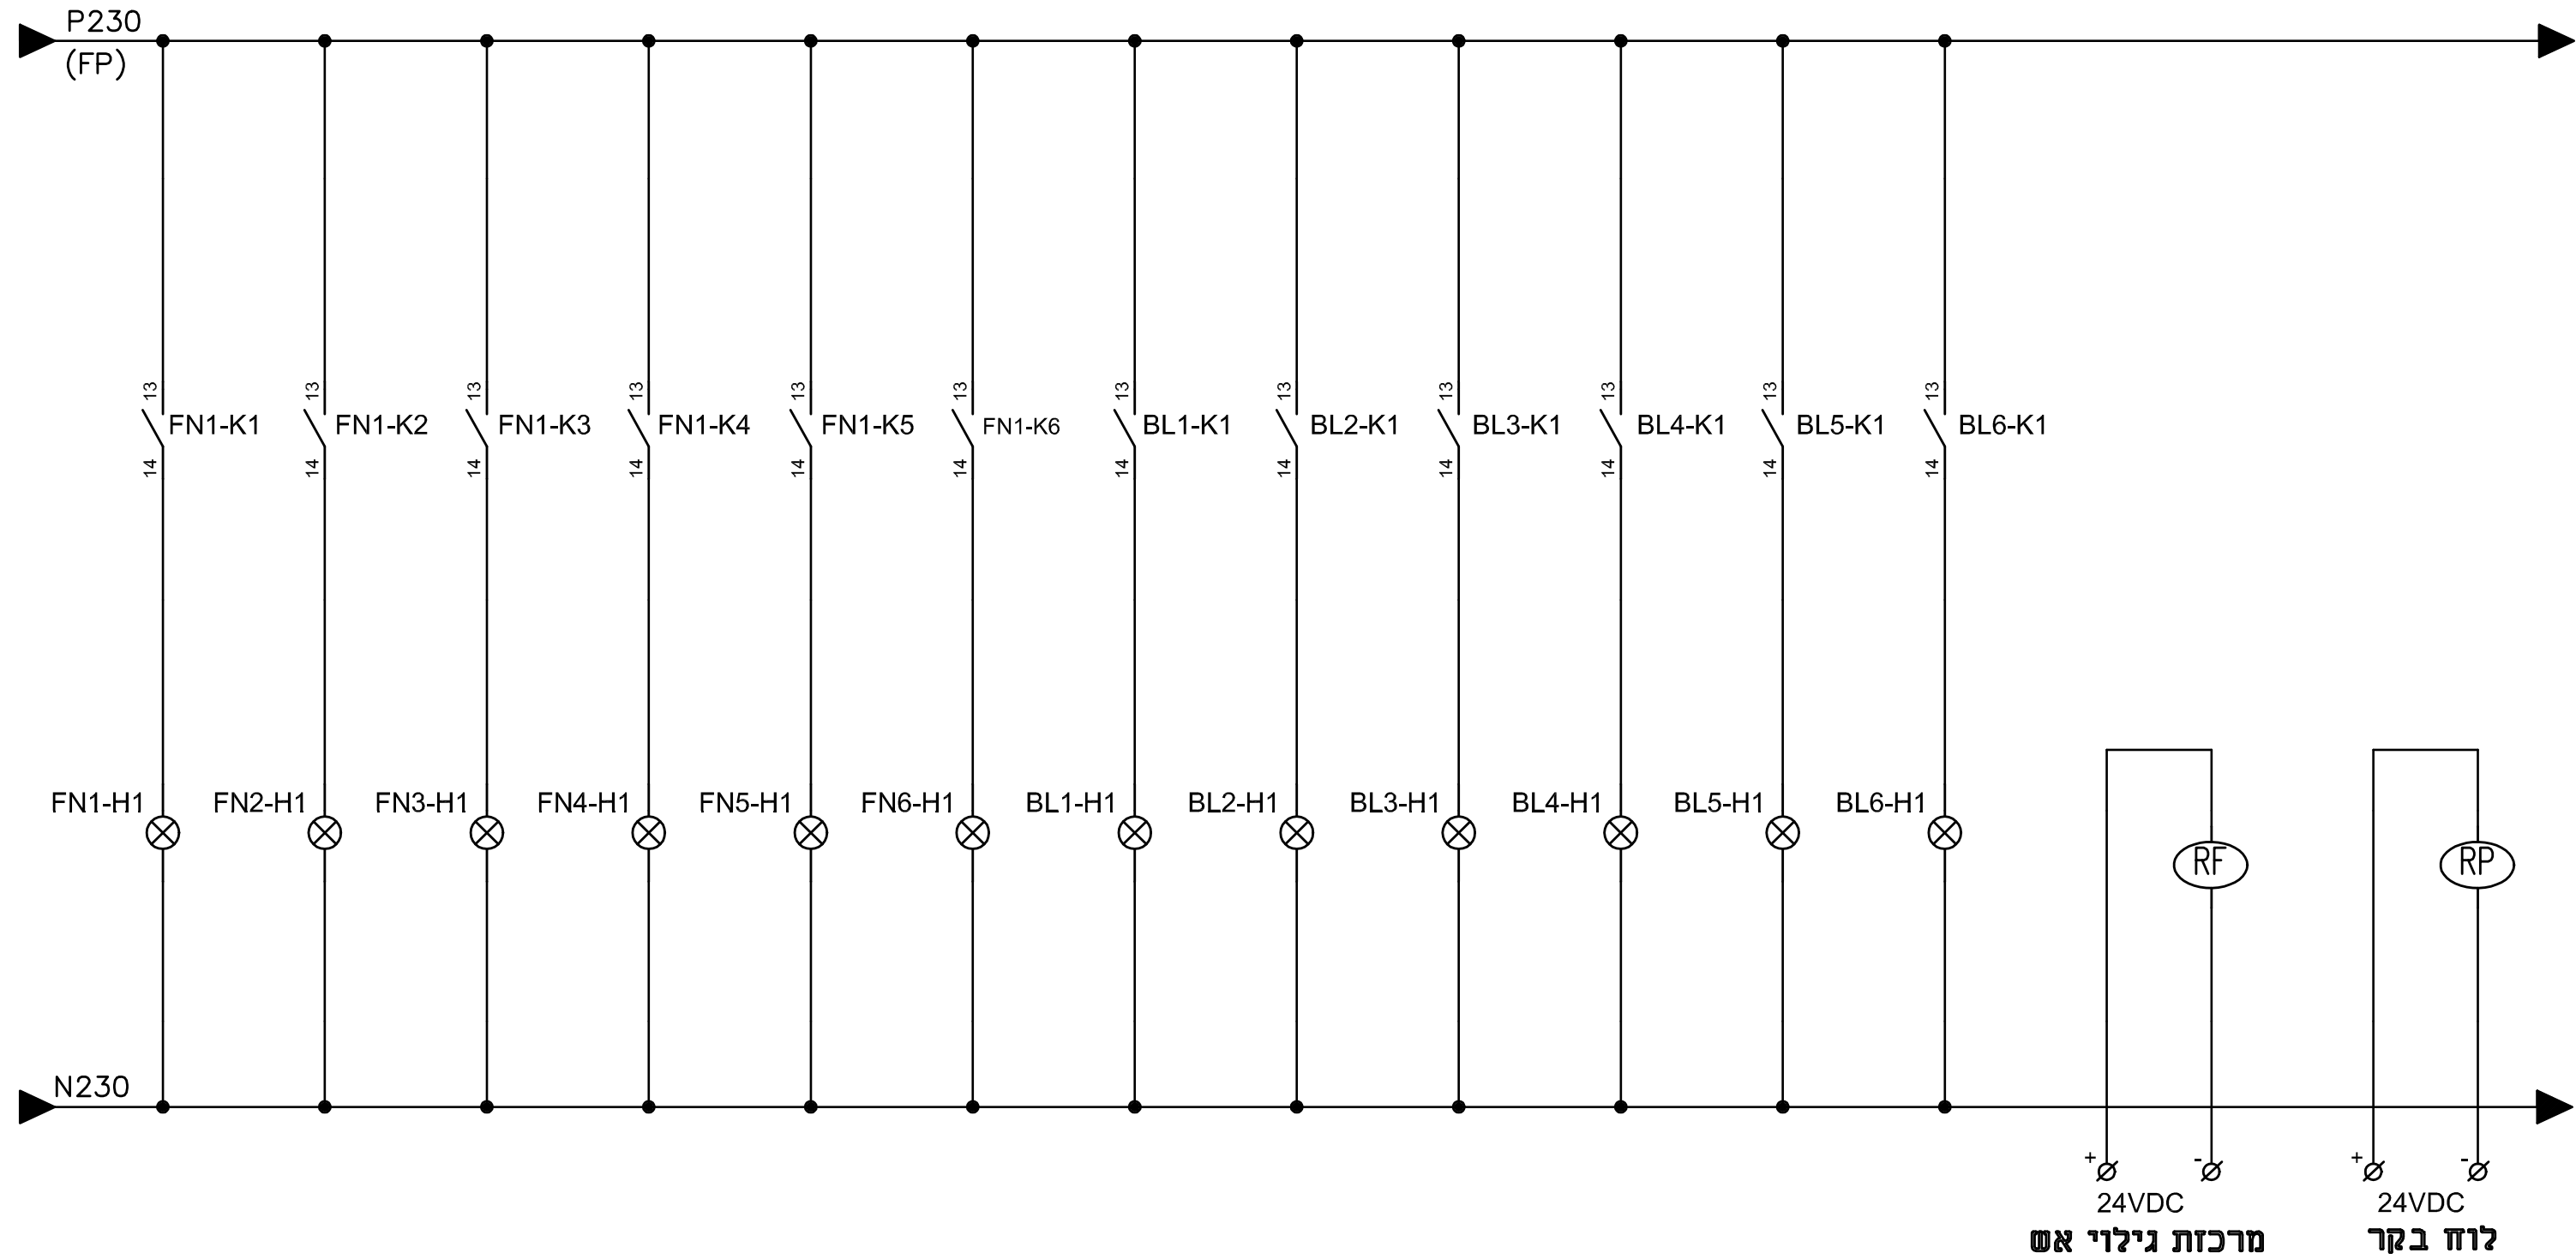 P230
(FP)
13 13 13 13 13 13 13 13 13 13 13 13
FN1-K1 FN1-K2 FN1-K3 FN1-K4 FN1-K5 FN1-K6 BL1-K1 BL2-K1 BL3-K1 BL4-K1 BL5-K1 BL6-K1
14 14 14 14 14 14 14 14 14 14 14 14
FN1-H1 FN2-H1 FN3-H1 FN4-H1 FN5-H1 FN6-H1 BL1-H1 BL2-H1 BL3-H1 BL4-H1 BL5-H1 BL6-H1
RF RP
N230
+ - + -
24VDC 24VDC
מרכזת גילוי אש
לוח בקר